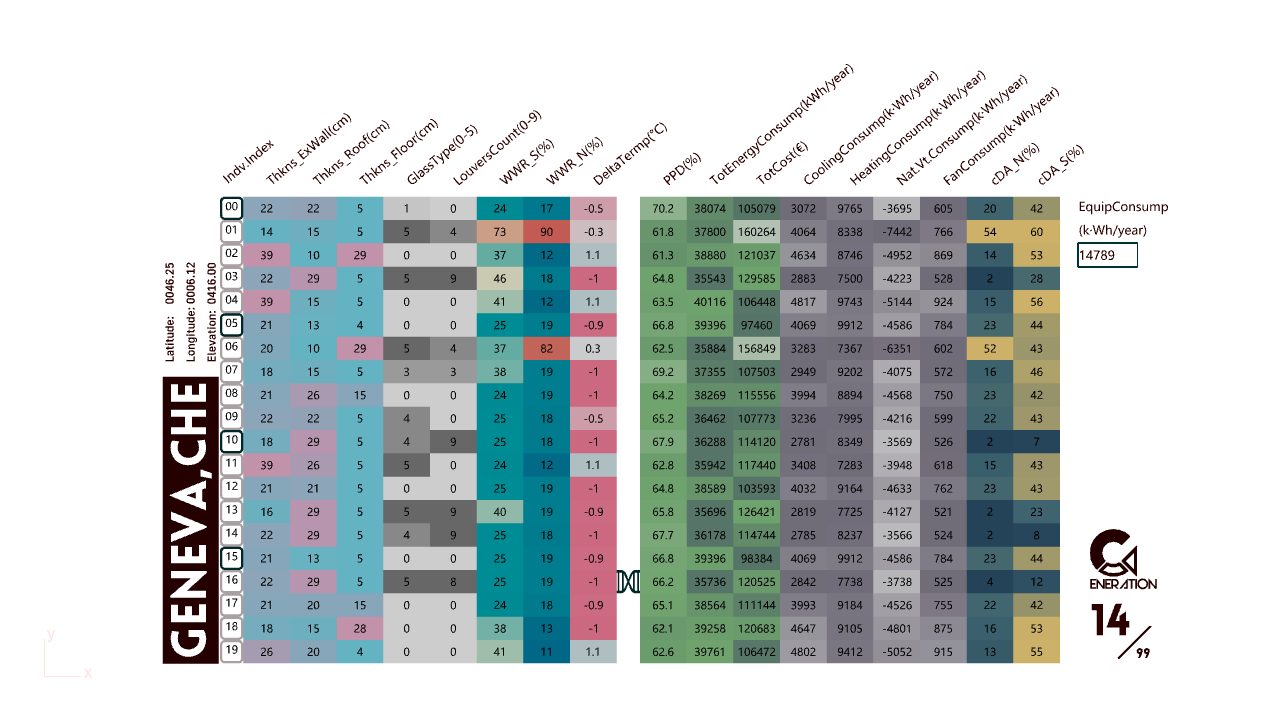 Indv.Index Thkns_ExWall(cm) Thkns_Roof(cm) Thkns_Floor(cm) GlassType(0-5) LouversCount(0-9) WWR_S(%) WWR_N(%) DeltaTermp(°C) PPD(%) TotEnergyConsump(kWh/year) TotCost(€) CoolingConsump(k·Wh/year) HeatingConsump(k·Wh/year) Nat.Vt.Consump(k·Wh/year) FanConsump(k·Wh/year) cDA_N(%) cDA_S(%)
00 22 22 5 1 0 24 17 -0.5 70.2 38074 105079 3072 9765 -3695 605 20 42
01 14 15 5 5 4 73 90 -0.3 61.8 37800 160264 4064 8338 -7442 766 54 60
02 39 10 29 0 0 37 12 1.1 61.3 38880 121037 4634 8746 -4952 869 14 53
03 22 29 5 5 9 46 18 -1 64.8 35543 129585 2883 7500 -4223 528 2 28
04 39 15 5 0 0 41 12 1.1 63.5 40116 106448 4817 9743 -5144 924 15 56
05 21 13 4 0 0 25 19 -0.9 66.8 39396 97460 4069 9912 -4586 784 23 44
06 20 10 29 5 4 37 82 0.3 62.5 35884 156849 3283 7367 -6351 602 52 43
07 18 15 5 3 3 38 19 -1 69.2 37355 107503 2949 9202 -4075 572 16 46
08 21 26 15 0 0 24 19 -1 64.2 38269 115556 3994 8894 -4568 750 23 42
09 22 22 5 4 0 25 18 -0.5 65.2 36462 107773 3236 7995 -4216 599 22 43
10 18 29 5 4 9 25 18 -1 67.9 36288 114120 2781 8349 -3569 526 2 7
11 39 26 5 5 0 24 12 1.1 62.8 35942 117440 3408 7283 -3948 618 15 43
12 21 21 5 0 0 25 19 -1 64.8 38589 103593 4032 9164 -4633 762 23 43
13 16 29 5 5 9 40 19 -0.9 65.8 35696 126421 2819 7725 -4127 521 2 23
14 22 29 5 4 9 25 18 -1 67.7 36178 114744 2785 8237 -3566 524 2 8
15 21 13 5 0 0 25 19 -0.9 66.8 39396 98384 4069 9912 -4586 784 23 44
16 22 29 5 5 8 25 19 -1 66.2 35736 120525 2842 7738 -3738 525 4 12
17 21 20 15 0 0 24 18 -0.9 65.1 38564 111144 3993 9184 -4526 755 22 42
18 18 15 28 0 0 38 13 -1 62.1 39258 120683 4647 9105 -4801 875 16 53
19 26 20 4 0 0 41 11 1.1 62.6 39761 106472 4802 9412 -5052 915 13 55
Latitude: 0046.25
Longitude: 0006.12
Elevation: 0416.00
GENEVA,CHE
EquipConsump
(k·Wh/year)
14789
ENERATION
14/99
y
x